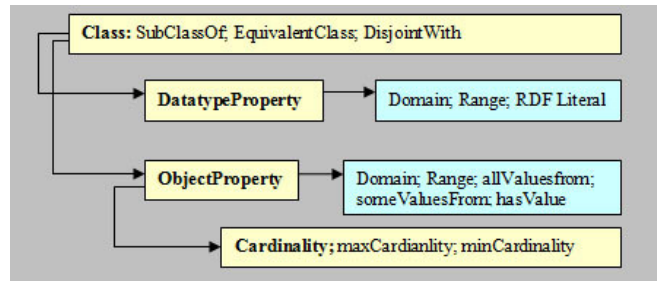 Class: SubClassOf; EquivalentClass; DisjointWith
DatatypeProperty
Domain; Range; RDF Literal
ObjectProperty
Domain; Range; allValuesfrom;
someValuesFrom; hasValue
Cardinality; maxCardianlity; minCardinality